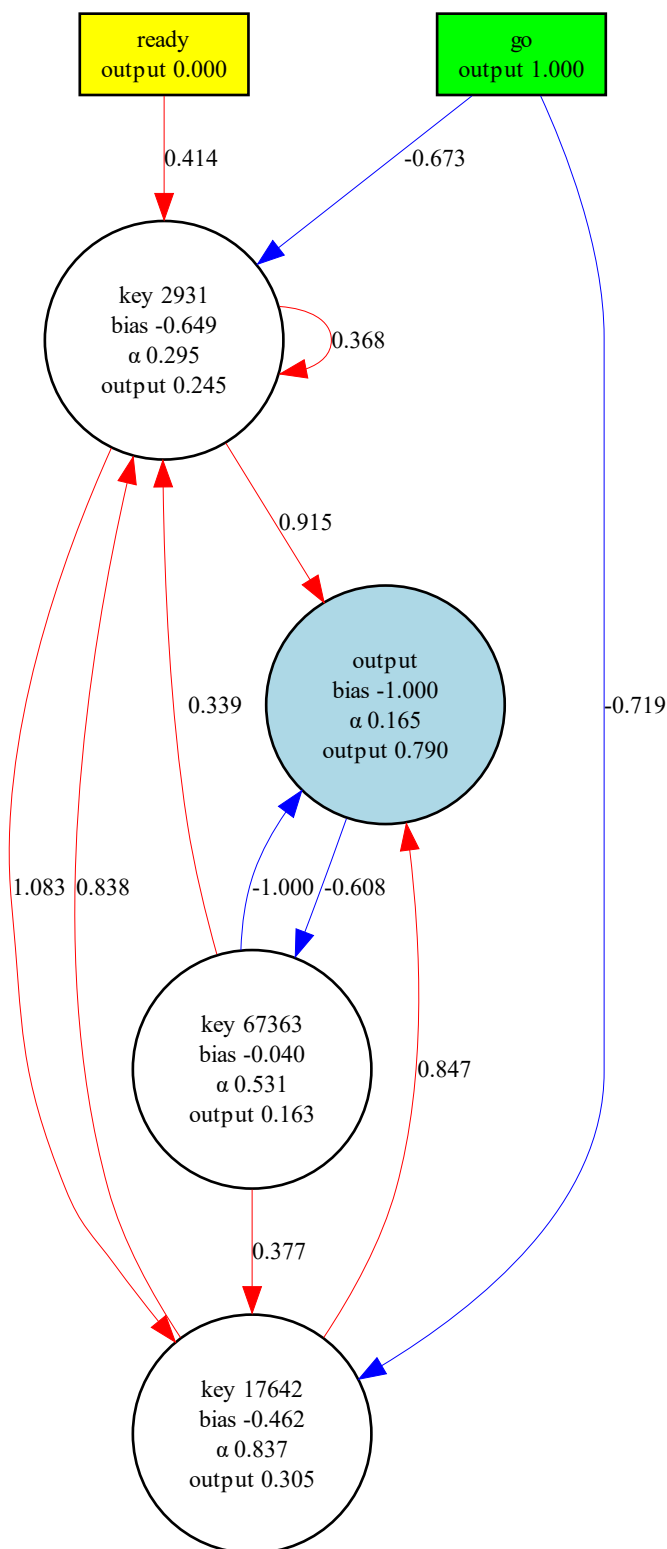 ready
output 0.000
go
output 1.000
0.414
-0.673
key 2931
bias -0.649
α 0.295
output 0.245
0.368
0.915
output
bias -1.000
α 0.165
output 0.790
0.339
-0.719
1.083
0.838
-1.000
-0.608
key 67363
bias -0.040
α 0.531
output 0.163
0.847
0.377
key 17642
bias -0.462
α 0.837
output 0.305